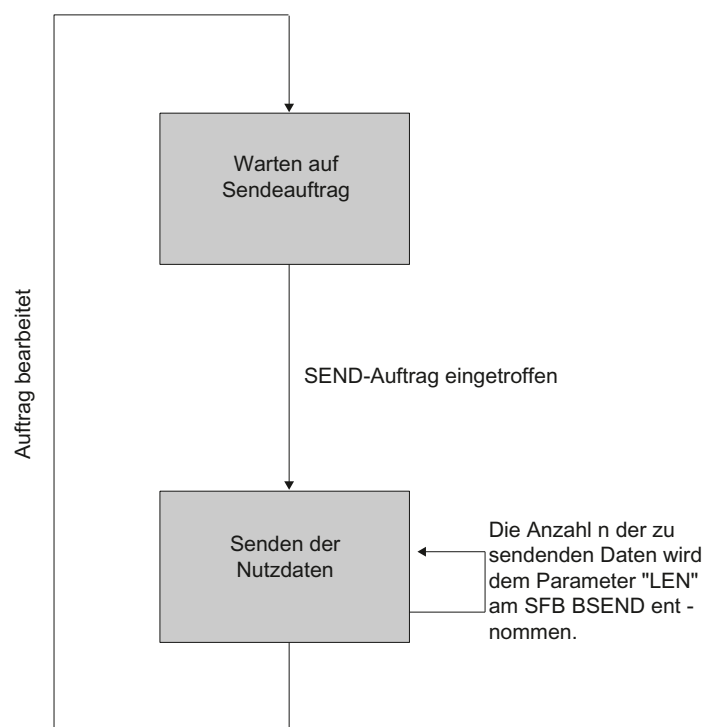 Warten auf
Sendeauftrag
Auftrag bearbeitet
SEND-Auftrag eingetroffen
Senden der
Nutzdaten
Die Anzahl n der zu
sendenden Daten wird
dem Parameter "LEN"
am SFB BSEND ent -
nommen.